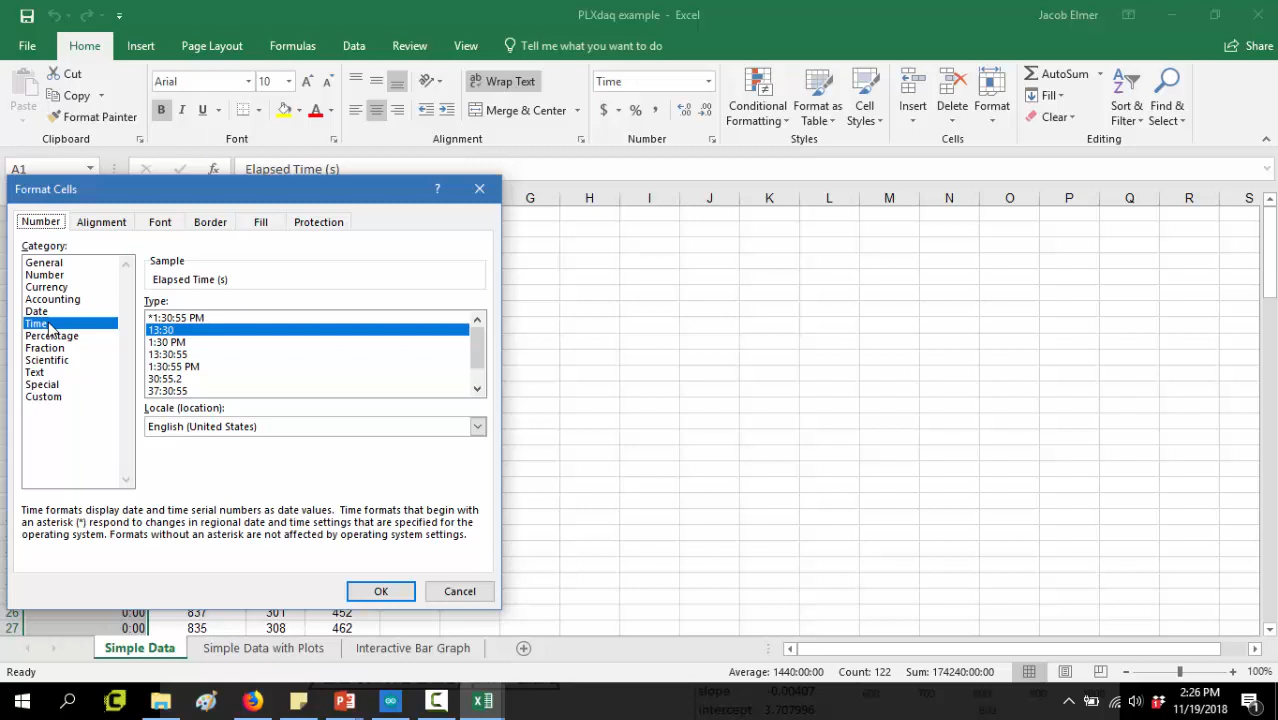 PLXdaq example - Excel
Jacob Elmer
File Home Insert Page Layout Formulas Data Review View Tell me what you want to do Share
Paste
Cut
Copy
Format Painter
Clipboard
Arial 10
B I U
Font
Wrap Text
Merge & Center
Alignment
Time
$ % ,
Number
Conditional Formatting
Format as Table
Cell Styles
Styles
Insert Delete Format
Cells
AutoSum
Fill
Clear
Sort & Filter
Find & Select
Editing
A1 fx Elapsed Time (s)
G H I J K L M N O P Q R S
Format Cells ?
Number Alignment Font Border Fill Protection
Category:
General
Number
Currency
Accounting
Date
Time
Percentage
Fraction
Scientific
Text
Special
Custom
Sample
Elapsed Time (s)
Type:
*1:30:55 PM
13:30
1:30 PM
13:30:55
1:30:55 PM
30:55.2
37:30:55
Locale (location):
English (United States)
Time formats display date and time serial numbers as date values. Time formats that begin with
an asterisk (*) respond to changes in regional date and time settings that are specified for the
operating system. Formats without an asterisk are not affected by operating system settings.
OK Cancel
26 0:00 837 301 452
27 0:00 835 308 462
Simple Data Simple Data with Plots Interactive Bar Graph
Ready Average: 1440:00:00 Count: 122 Sum: 174240:00:00 100%
slope -0.00407
intercept 3.707996
600 700
2:26 PM
11/19/2018